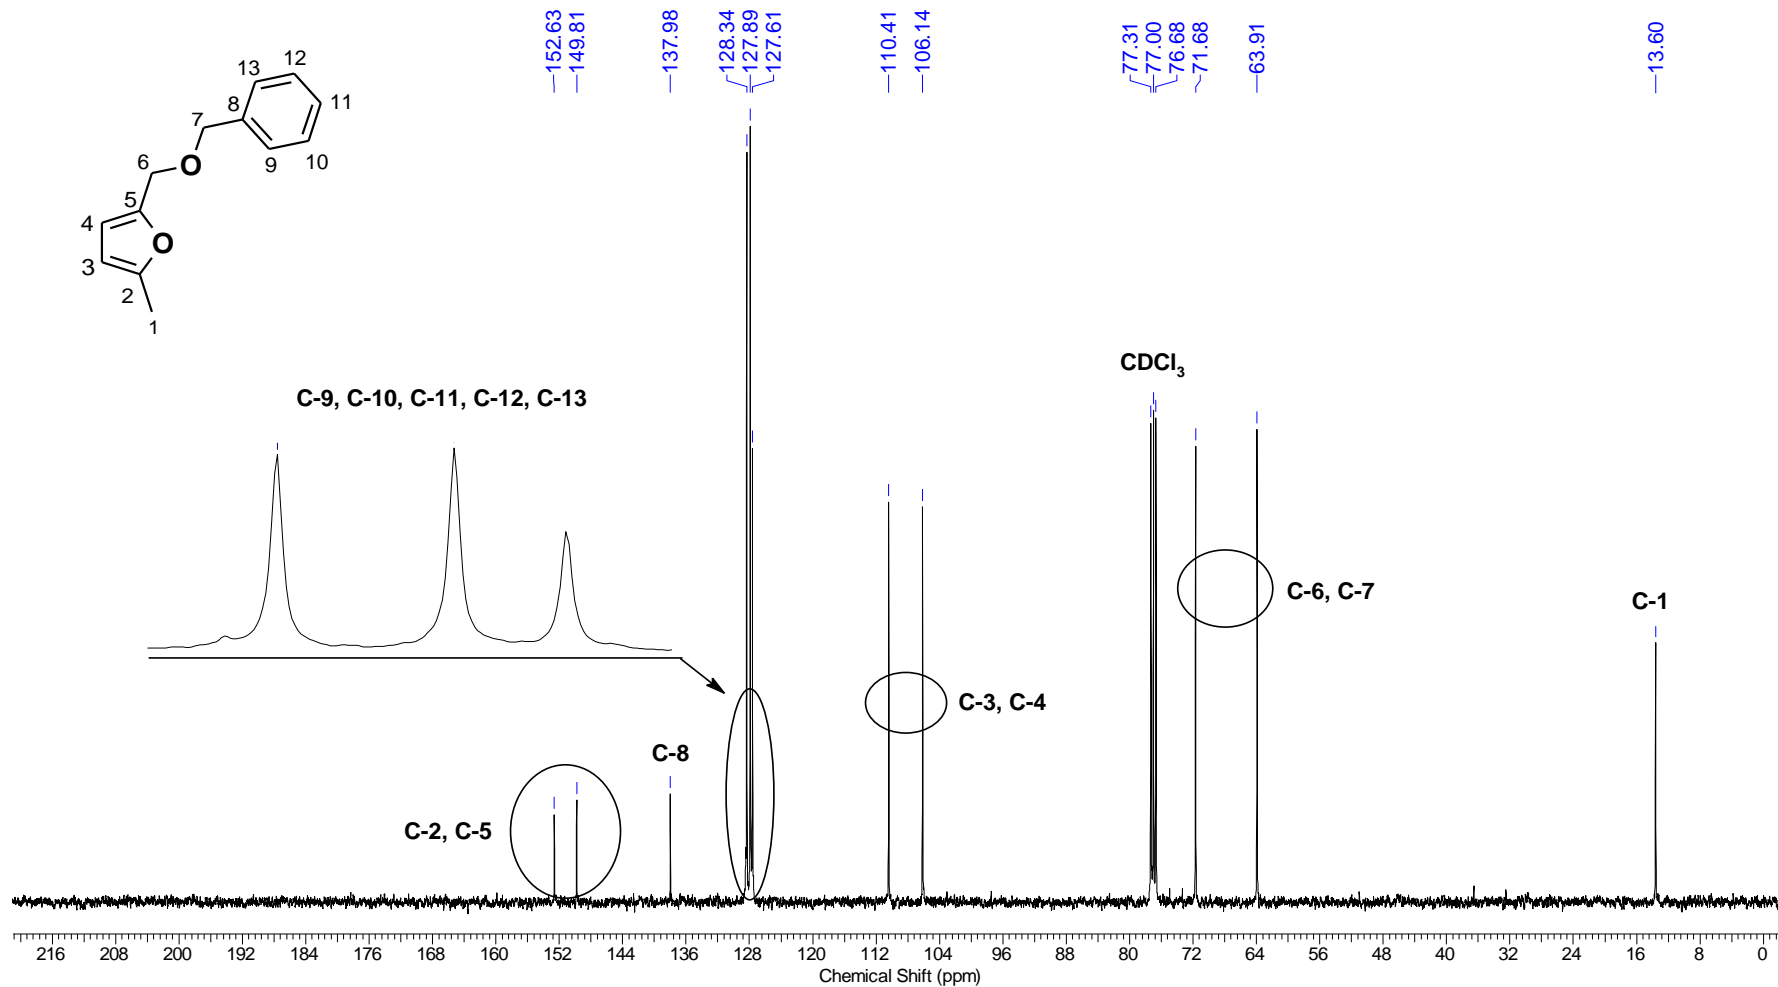 152.63
149.81
137.98
128.34
127.89
127.61
110.41
106.14
77.31
77.00
76.68
71.68
63.91
13.60
12
13
11
8
7
10
9
6
O
5
4
O
3
2
1
CDCl3
C-9, C-10, C-11, C-12, C-13
C-6, C-7
C-1
C-3, C-4
C-8
C-2, C-5
216 208 200 192 184 176 168 160 152 144 136 128 120 112 104 96 88 80 72 64 56 48 40 32 24 16 8 0
Chemical Shift (ppm)